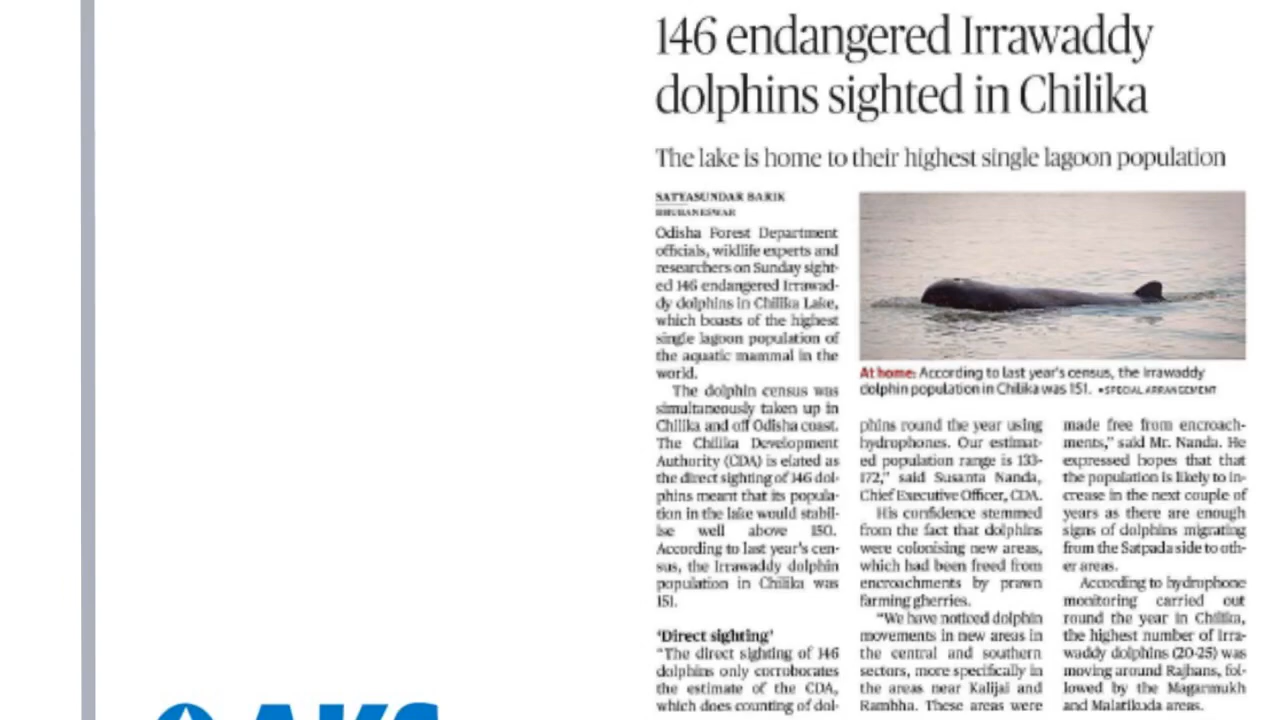 146 endangered Irrawaddy
dolphins sighted in Chilika
The lake is home to their highest single lagoon population
SATYASUNDAR BARIK
BHUBANESWAR
Odisha Forest Department
officials, wildlife experts and
researchers on Sunday sight-
ed 146 endangered Irrawad-
dy dolphins in Chilika Lake,
which boasts of the highest
single lagoon population of
the aquatic mammal in the
world.
The dolphin census was
simultaneously taken up in
Chilika and off Odisha coast.
The Chilika Development
Authority (CDA) is elated as
the direct sighting of 146 dol-
phins meant that its popula-
tion in the lake would stabil-
ise well above 150.
According to last year's cen-
sus, the Irrawaddy dolphin
population in Chilika was
151.
'Direct sighting'
"The direct sighting of 146
dolphins only corroborates
the estimate of the CDA,
which does counting of dol-
At home: According to last year's census, the Irrawaddy
dolphin population in Chilika was 151. •SPECIAL ARRANGEMENT
phins round the year using
hydrophones. Our estimat-
ed population range is 133-
172," said Susanta Nanda,
Chief Executive Officer, CDA.
His confidence stemmed
from the fact that dolphins
were colonising new areas,
which had been freed from
encroachments by prawn
farming gherries.
"We have noticed dolphin
movements in new areas in
the central and southern
sectors, more specifically in
the areas near Kalijai and
Rambha. These areas were
made free from encroach-
ments," said Mr. Nanda. He
expressed hopes that that
the population is likely to in-
crease in the next couple of
years as there are enough
signs of dolphins migrating
from the Satpada side to oth-
er areas.
According to hydrophone
monitoring carried out
round the year in Chilika,
the highest number of Irra-
waddy dolphins (20-25) was
moving around Rajhans, fol-
lowed by the Magarmukh
and Malatikuda areas.
AKS